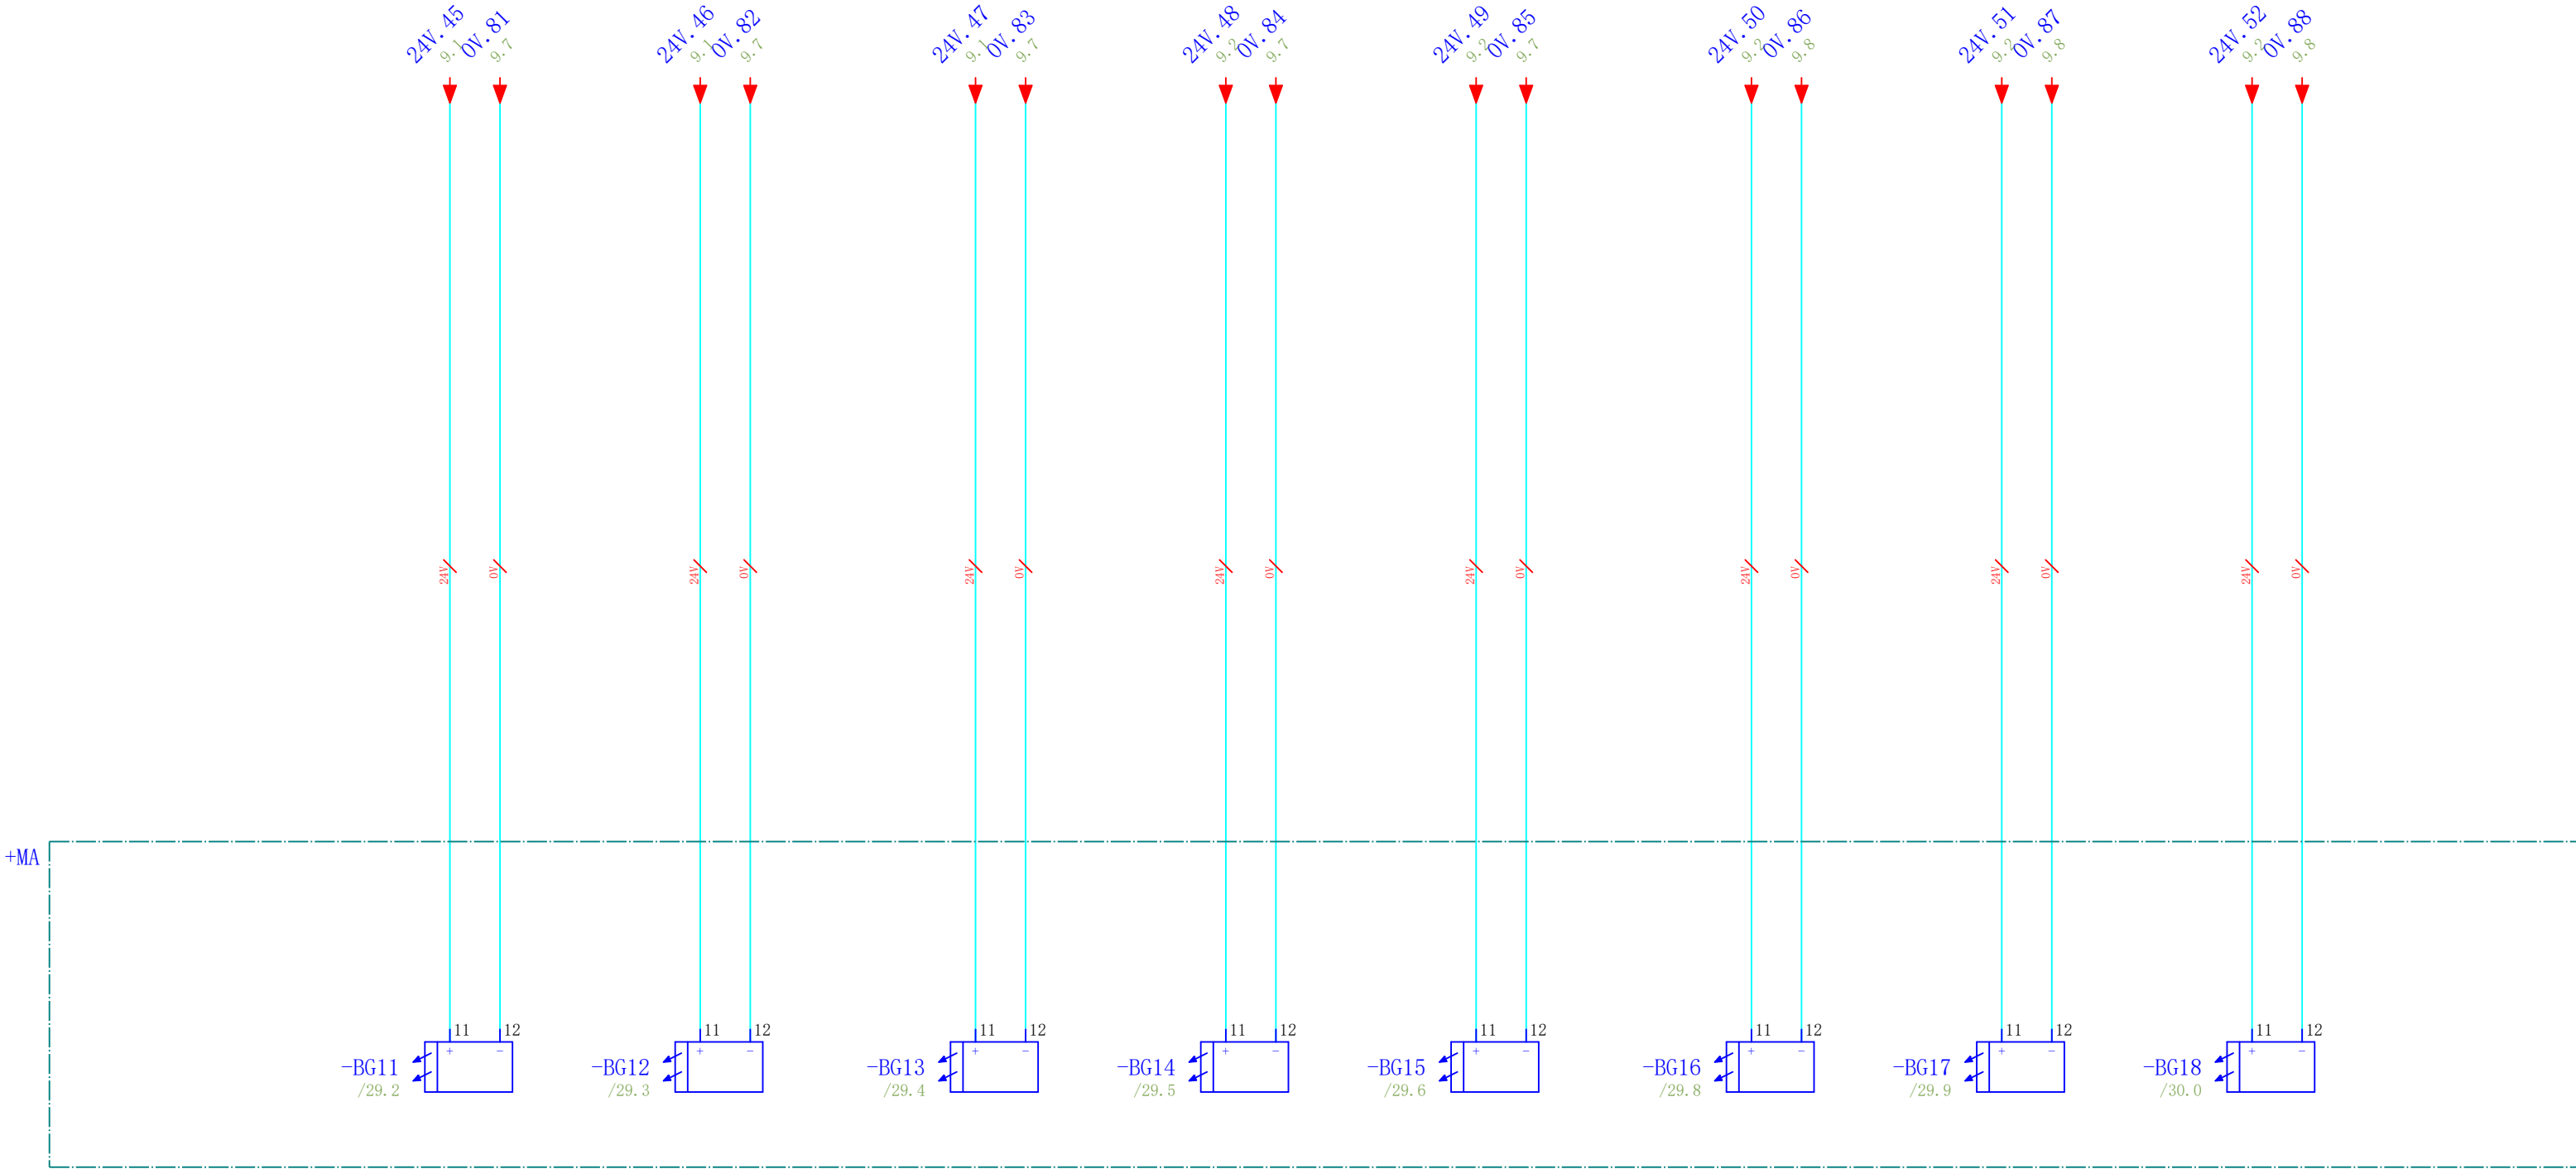 24V.45 0V.81 24V.46 0V.82 24V.47 0V.83 24V.48 0V.84 24V.49 0V.85 24V.50 0V.86 24V.51 0V.87 24V.52 0V.88
9.1 9.7 9.1 9.7 9.1 9.7 9.2 9.7 9.2 9.7 9.2 9.8 9.2 9.8 9.2 9.8
24V 0V 24V 0V 24V 0V 24V 0V 24V 0V 24V 0V 24V 0V 24V 0V
+MA
11 12 11 12 11 12 11 12 11 12 11 12 11 12 11 12
+ - + - + - + - + - + - + - + -
-BG11 -BG12 -BG13 -BG14 -BG15 -BG16 -BG17 -BG18
/29.2 /29.3 /29.4 /29.5 /29.6 /29.8 /29.9 /30.0